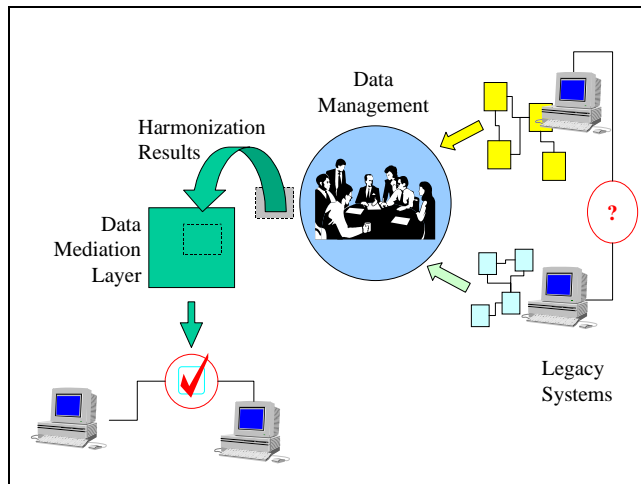 Data
Management
Harmonization
Results
Data
Mediation
Layer
?
Legacy
Systems